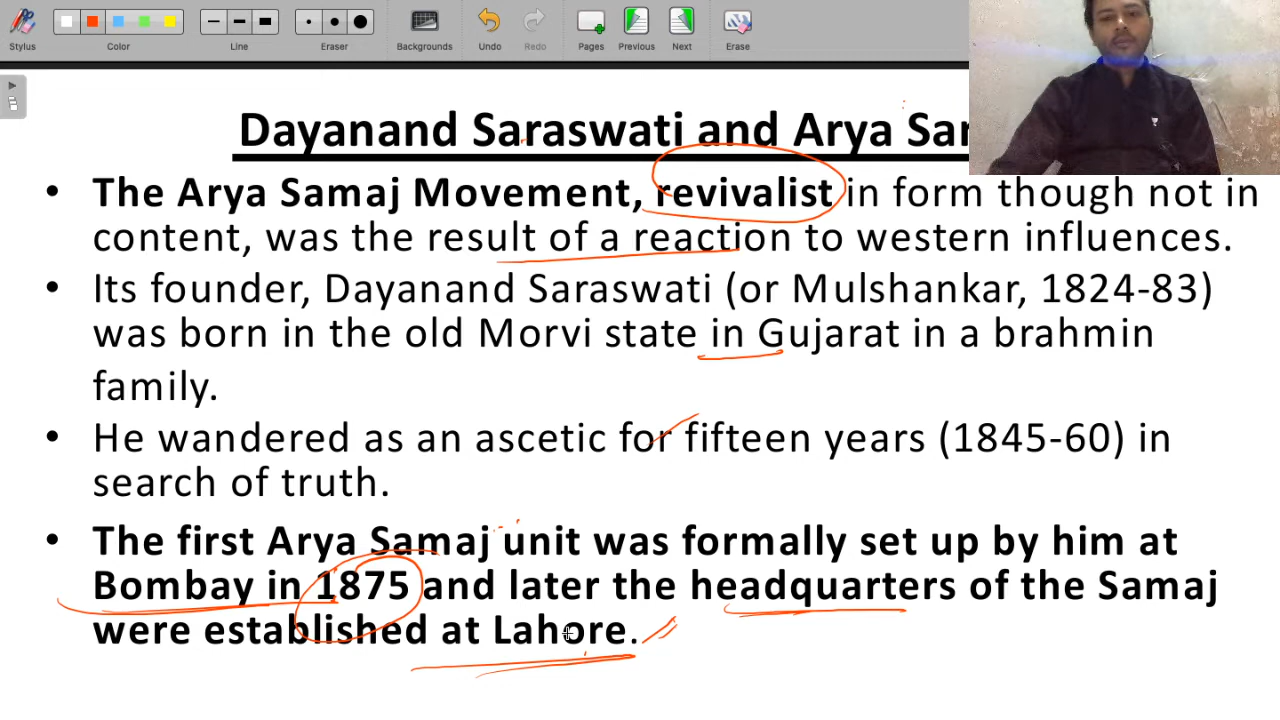 Stylus
Color
Line
Eraser
Backgrounds
Undo
Redo
Pages
Previous
Next
Erase
Dayanand Saraswati and Arya
• The Arya Samaj Movement, revivalist in form though not in
content, was the result of a reaction to western influences.
• Its founder, Dayanand Saraswati (or Mulshankar, 1824-83)
was born in the old Morvi state in Gujarat in a brahmin
family.
• He wandered as an ascetic for fifteen years (1845-60) in
search of truth.
• The first Arya Samaj unit was formally set up by him at
Bombay in 1875 and later the headquarters of the Samaj
were established at Lahore.